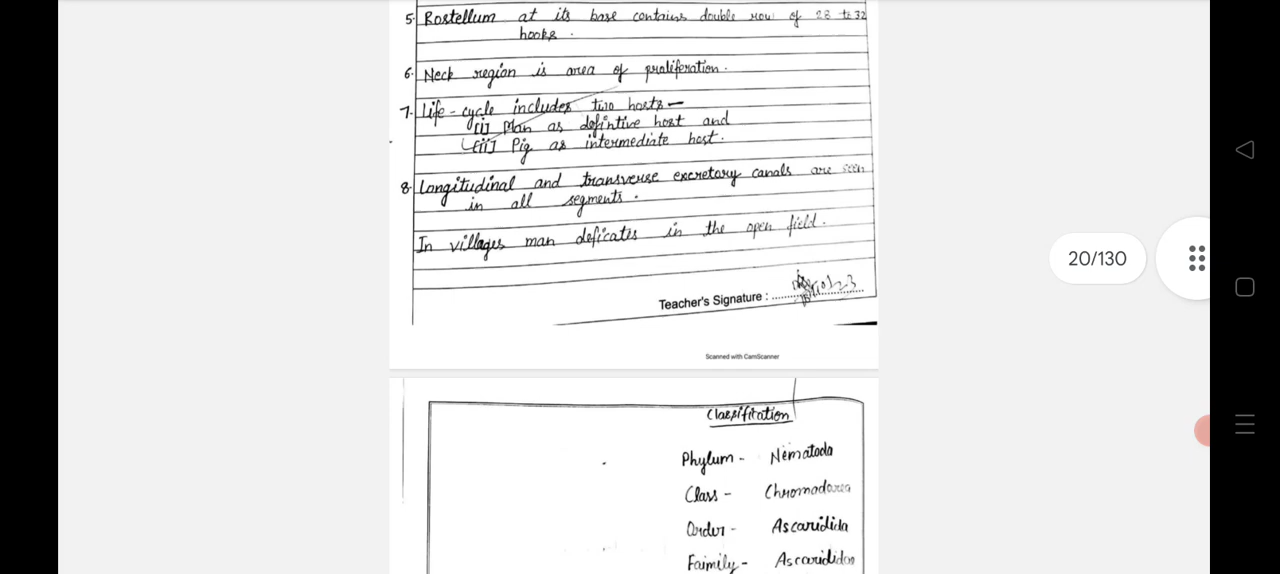 5. Rostellum at its base contains double row of 28 to 32
hooks.
6. Neck region is area of proliferation.
7. Life-cycle includes two hosts—
[i] Man as defintive host and
[ii] Pig as intermediate host.
8. Longitudinal and transverse excretory canals are seen
in all segments.
In villages man deficates in the open field.
Teacher's Signature :
Scanned with CamScanner
20/130
Classification
Phylum - Nematoda
Class - Chromadorea
Order - Ascaridida
Faimily - Ascarididae